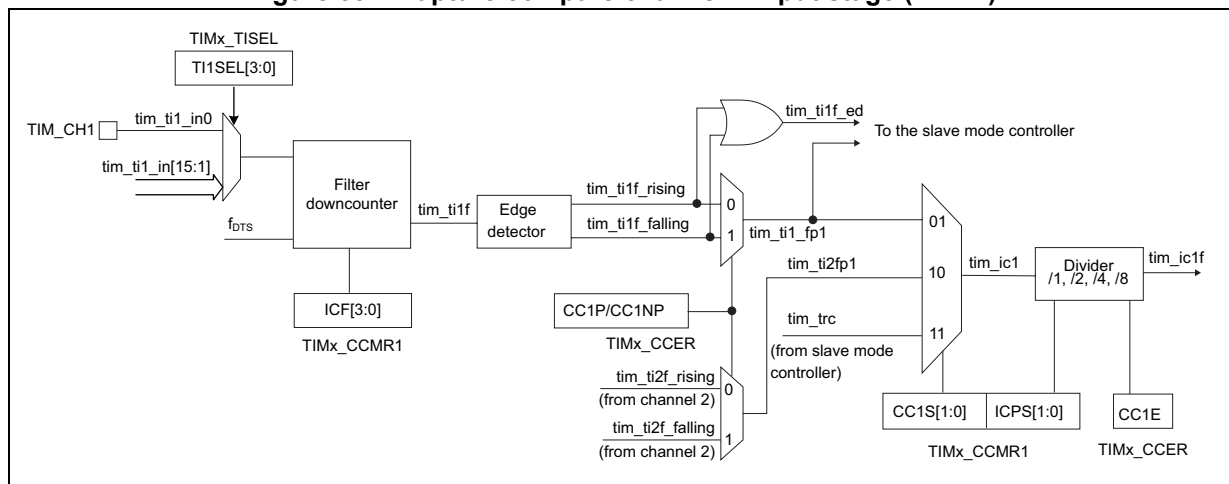 TIMx_TISEL
TI1SEL[3:0]
TIM_CH1
tim_ti1_in0
tim_ti1_in[15:1]
fDTS
Filter
downcounter
ICF[3:0]
TIMx_CCMR1
tim_ti1f
Edge
detector
tim_ti1f_rising
tim_ti1f_falling
0
1
tim_ti1f_ed
To the slave mode controller
tim_ti1_fp1
tim_ti2fp1
CC1P/CC1NP
TIMx_CCER
tim_trc
(from slave mode
controller)
tim_ti2f_rising
(from channel 2)
tim_ti2f_falling
(from channel 2)
0
1
01
10
11
tim_ic1
Divider
/1, /2, /4, /8
tim_ic1f
CC1S[1:0]
ICPS[1:0]
CC1E
TIMx_CCMR1
TIMx_CCER